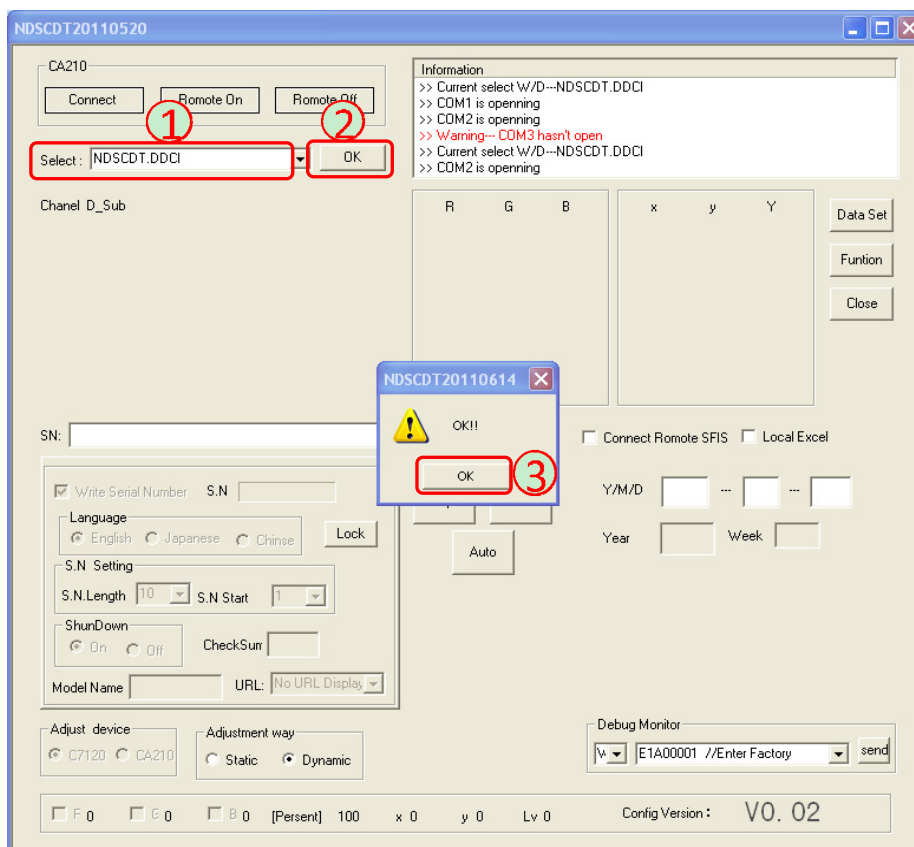 NDSCDT20110520
CA210
Connect Romote On Romote Off
1 2
Select : NDSCDT.DDCI OK
Information
>> Current select W/D---NDSCDT.DDCI
>> COM1 is openning
>> COM2 is openning
>> Warning--- COM3 hasn't open
>> Current select W/D---NDSCDT.DDCI
>> COM2 is openning
Chanel D_Sub
R G B
x y Y
Data Set
Funtion
Close
NDSCDT20110614
OK!!
OK 3
SN:
Connect Romote SFIS Local Excel
Write Serial Number S.N
Y/M/D --- ---
Language
English Japanese Chinse Lock
Auto
Year Week
S.N Setting
S.N.Length 10 S.N Start 1
ShunDown
On Off CheckSum
Model Name URL: No URL Display
Adjust device
C7120 CA210
Adjustment way
Static Dynamic
Debug Monitor
E1A00001 //Enter Factory send
F 0 G 0 B 0 [Persent] 100 x 0 y 0 Lv 0 Config Version : V0. 02